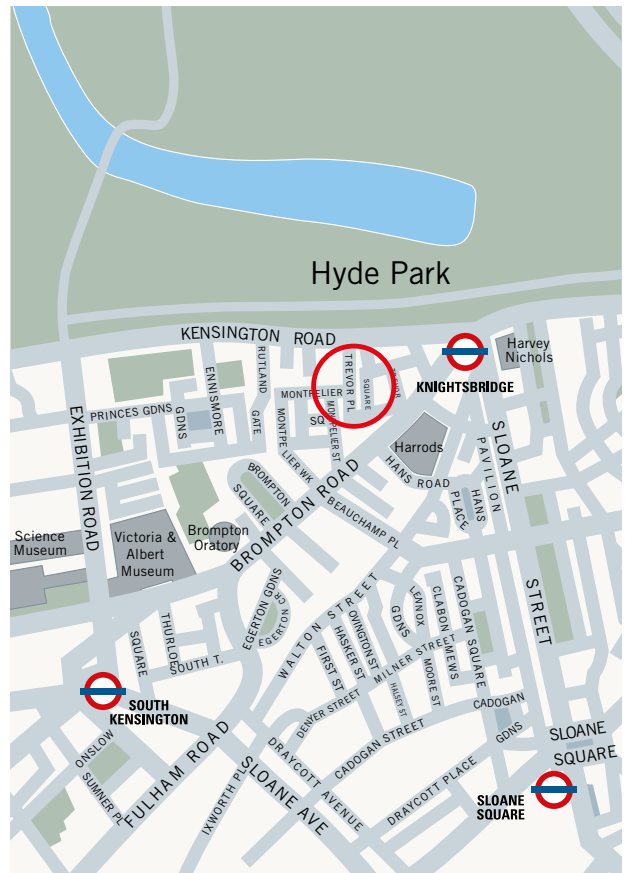 Hyde Park
KENSINGTON ROAD
Harvey
Nichols
KNIGHTSBRIDGE
TREVOR PL
SQUARE
RUTLAND
GATE
ENNISMORE
GDNS
PRINCES GDNS
MONTPELIER
SQ
MONTPELIER ST
MONTPE
LIER WK
EXHIBITION ROAD
Harrods
HANS ROAD
SLOANE
STREET
PAVILION
HANS
PLACE
BROMPTON
SQUARE
BROMPTON ROAD
BEAUCHAMP PL
Science
Museum
Victoria &
Albert
Museum
Brompton
Oratory
EGERTON GDNS
EGERTON CR
WALTON STREET
THURLOE
SQUARE
SOUTH T.
LENNOX
GDNS
CLABON
MEWS
CADOGAN SQUARE
OVINGTON ST
HASKER ST
FIRST ST
MILNER STREET
MOORE ST
HALSEY ST
DENVER STREET
CADOGAN STREET
CADOGAN
GDNS
SOUTH
KENSINGTON
ONSLOW
SUMNER PL
FULHAM ROAD
SLOANE AVE
IXWORTH PL
DRAYCOTT AVENUE
DRAYCOTT PLACE
SLOANE
SQUARE
SLOANE
SQUARE